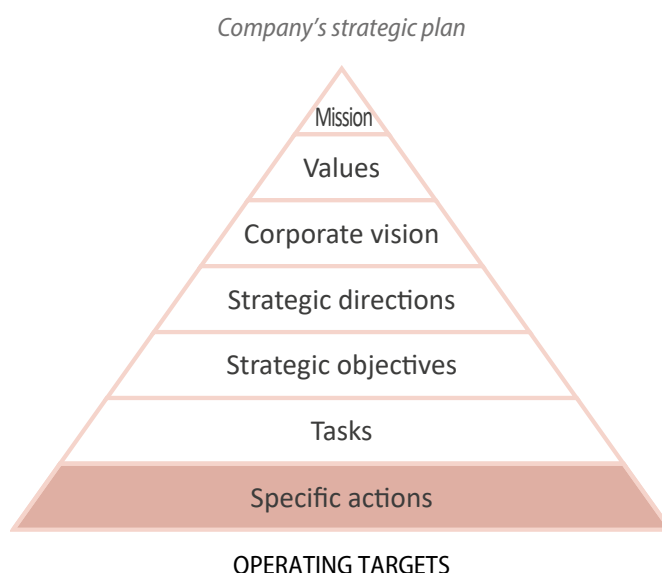 Company’s strategic plan
Mission
Values
Corporate vision
Strategic directions
Strategic objectives
Tasks
Specific actions
OPERATING TARGETS